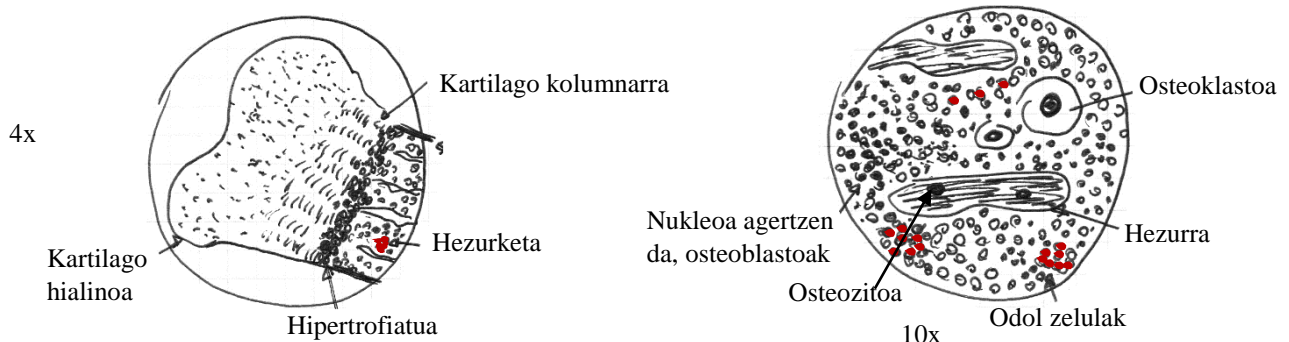 4x
Kartilago kolumnarra
Hezurketa
Kartilago
hialinoa
Hipertrofiatua
Osteoklastoa
Nukleoa agertzen
da, osteoblastoak
Hezurra
Osteozitoa
Odol zelulak
10x